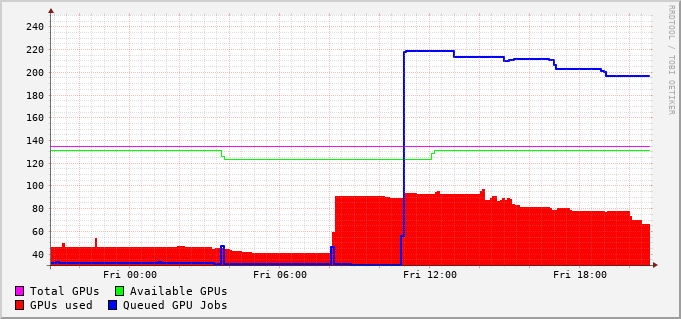 240
220
200
180
160
140
120
100
80
60
40
Fri 00:00 Fri 06:00 Fri 12:00 Fri 18:00
Total GPUs Available GPUs
GPUs used Queued GPU Jobs
RRDTOOL / TOBI OETIKER